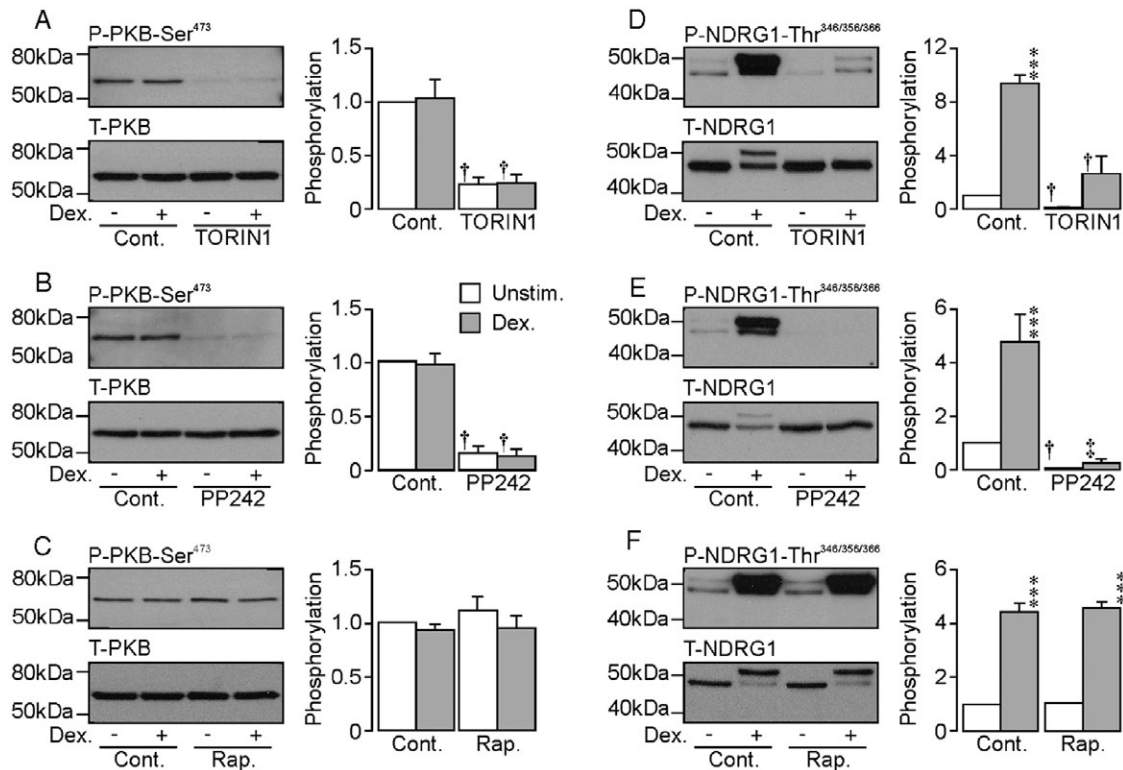 A
P-PKB-Ser473
80kDa
50kDa
T-PKB
80kDa
50kDa
Dex. - + - +
Cont. TORIN1
Phosphorylation
1.5
1.0
0.5
0
† †
Cont. TORIN1
D
P-NDRG1-Thr346/356/366
50kDa
40kDa
T-NDRG1
50kDa
40kDa
Dex. - + - +
Cont. TORIN1
Phosphorylation
12
8
4
0
***
† †
Cont. TORIN1
B
P-PKB-Ser473
80kDa
50kDa
T-PKB
80kDa
50kDa
Dex. - + - +
Cont. PP242
Phosphorylation
1.5
1.0
0.5
0
Unstim.
Dex.
† †
Cont. PP242
E
P-NDRG1-Thr346/356/366
50kDa
40kDa
T-NDRG1
50kDa
40kDa
Dex. - + - +
Cont. PP242
Phosphorylation
6
4
2
0
***
† ‡
Cont. PP242
C
P-PKB-Ser473
80kDa
50kDa
T-PKB
80kDa
50kDa
Dex. - + - +
Cont. Rap.
Phosphorylation
1.5
1.0
0.5
0
Cont. Rap.
F
P-NDRG1-Thr346/356/366
50kDa
40kDa
T-NDRG1
50kDa
40kDa
Dex. - + - +
Cont. Rap.
Phosphorylation
6
4
2
0
*** ***
Cont. Rap.